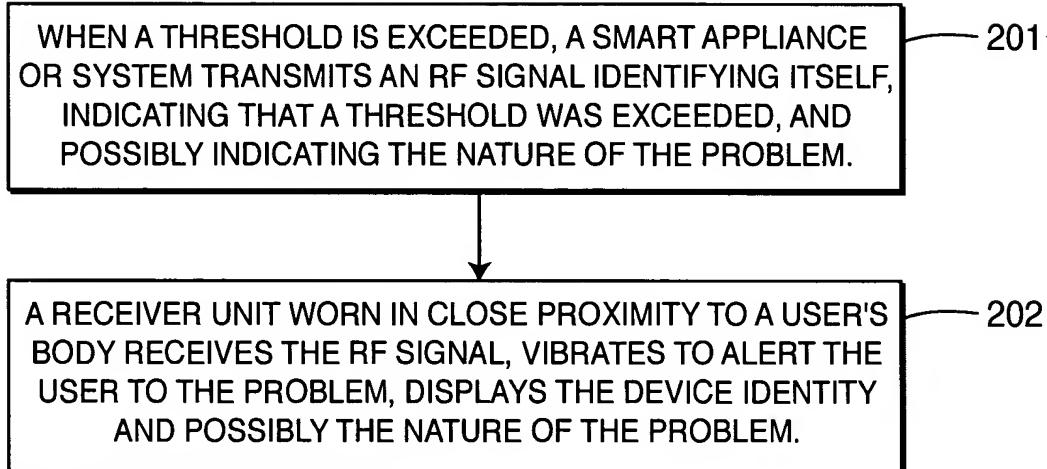 WHEN A THRESHOLD IS EXCEEDED, A SMART APPLIANCE
OR SYSTEM TRANSMITS AN RF SIGNAL IDENTIFYING ITSELF,
INDICATING THAT A THRESHOLD WAS EXCEEDED, AND
POSSIBLY INDICATING THE NATURE OF THE PROBLEM.
201
A RECEIVER UNIT WORN IN CLOSE PROXIMITY TO A USER'S
BODY RECEIVES THE RF SIGNAL, VIBRATES TO ALERT THE
USER TO THE PROBLEM, DISPLAYS THE DEVICE IDENTITY
AND POSSIBLY THE NATURE OF THE PROBLEM.
202